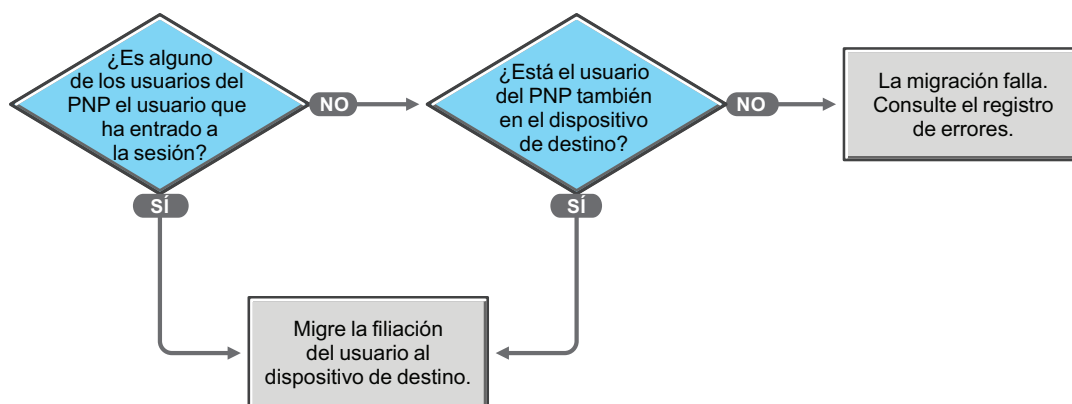 ¿Es alguno
de los usuarios del
PNP el usuario que
ha entrado a
la sesión?
NO
¿Está el usuario
del PNP también
en el dispositivo
de destino?
NO
La migración falla.
Consulte el registro
de errores.
SÍ
SÍ
Migre la filiación
del usuario al
dispositivo de destino.